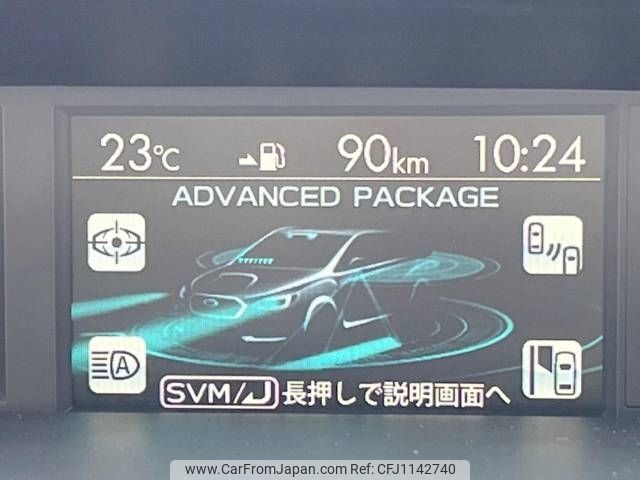 23℃ 90km 10:24
ADVANCED PACKAGE
A
SVM/ 長押しで説明画面へ
www.CarFromJapan.com | ©CFJ1142740